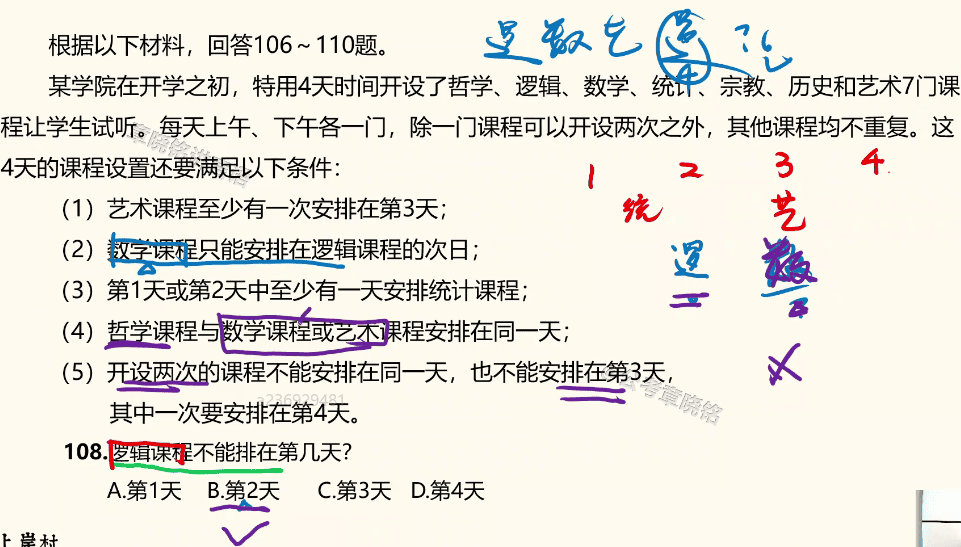 逻 数 艺
根据以下材料，回答106～110题。
4
某学院在开学之初，特用4天时间开设了哲学、逻辑、数学、统计、宗教、历史和艺术7门课
程让学生试听。每天上午、下午各一门，除一门课程可以开设两次之外，其他课程均不重复。这
4天的课程设置还要满足以下条件：
1 2 3 4
（1）艺术课程至少有一次安排在第3天；
统 艺
（2）数学课程只能安排在逻辑课程的次日；
逻 数
（3）第1天或第2天中至少有一天安排统计课程；
（4）哲学课程与数学课程或艺术课程安排在同一天；
（5）开设两次的课程不能安排在同一天，也不能安排在第3天，
a236929481
其中一次要安排在第4天。
考章晓铭
108.逻辑课程不能排在第几天？
A.第1天 B.第2天 C.第3天 D.第4天
上岸村